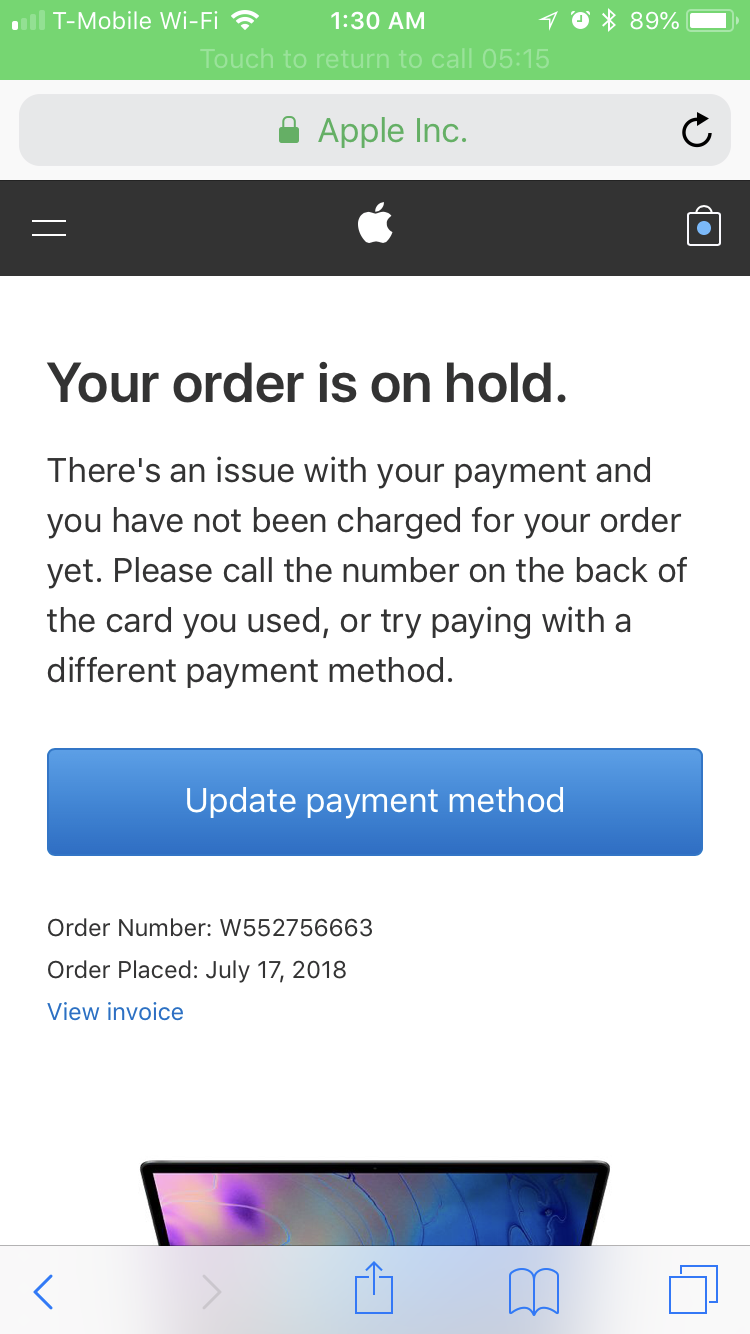 T-Mobile Wi-Fi 1:30 AM 89%
Touch to return to call 05:15
Apple Inc.
Your order is on hold.
There's an issue with your payment and
you have not been charged for your order
yet. Please call the number on the back of
the card you used, or try paying with a
different payment method.
Update payment method
Order Number: W552756663
Order Placed: July 17, 2018
View invoice